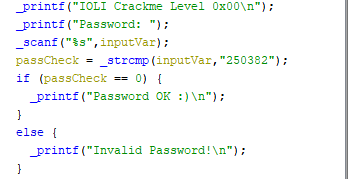 _printf("IOLI Crackme Level 0x00\n");
_printf("Password: ");
_scanf("%s",inputVar);
passCheck = _strcmp(inputVar,"250382");
if (passCheck == 0) {
_printf("Password OK :)\n");
}
else {
_printf("Invalid Password!\n");
}